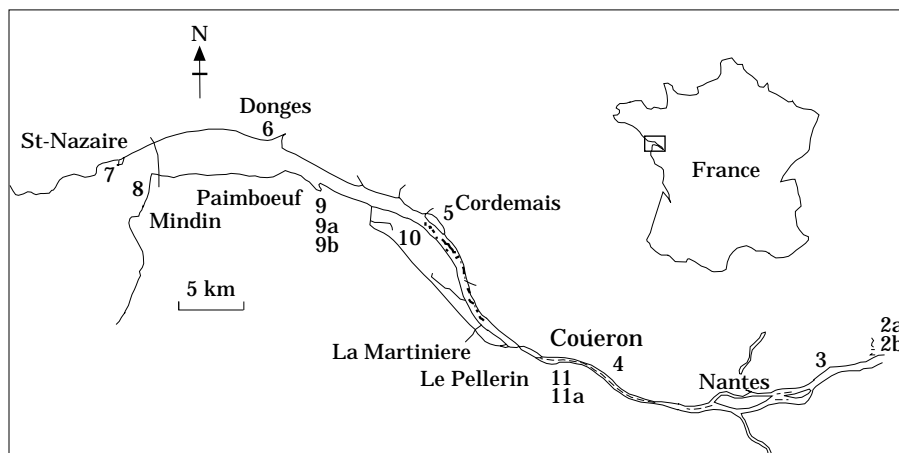 N
Donges
6
St-Nazaire
7
8
Mindin
Paimboeuf
9
9a
9b
5 Cordemais
10
5 km
France
La Martiniere
Le Pellerin
Couëron
4
11
11a
Nantes
3
2a
2b